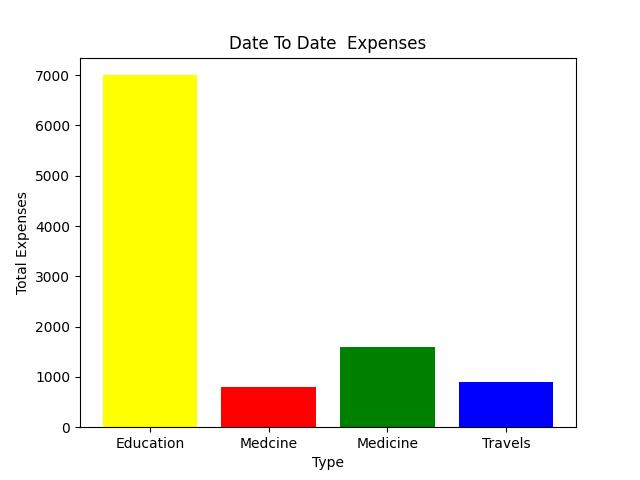 Date To Date  Expenses
Total Expenses
7000
6000
5000
4000
3000
2000
1000
0
Education Medcine Medicine Travels
Type